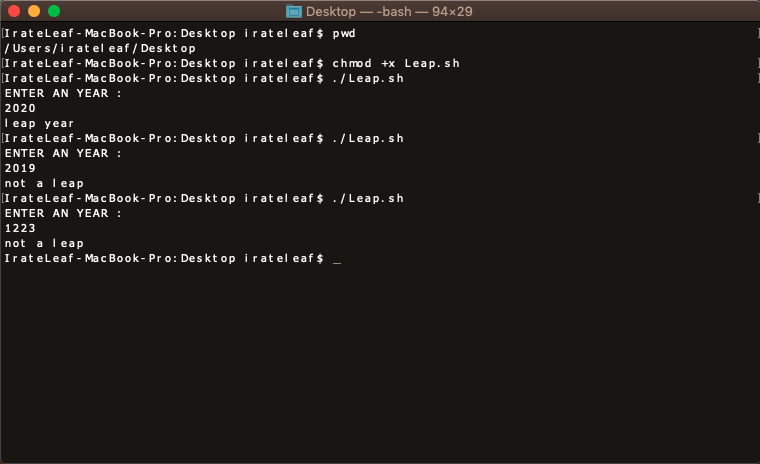 Desktop — -bash — 94×29
[IrateLeaf-MacBook-Pro:Desktop irateleaf$ pwd ]
/Users/irateleaf/Desktop
[IrateLeaf-MacBook-Pro:Desktop irateleaf$ chmod +x Leap.sh ]
[IrateLeaf-MacBook-Pro:Desktop irateleaf$ ./Leap.sh ]
ENTER AN YEAR :
2020
leap year
[IrateLeaf-MacBook-Pro:Desktop irateleaf$ ./Leap.sh ]
ENTER AN YEAR :
2019
not a leap
[IrateLeaf-MacBook-Pro:Desktop irateleaf$ ./Leap.sh ]
ENTER AN YEAR :
1223
not a leap
IrateLeaf-MacBook-Pro:Desktop irateleaf$ _